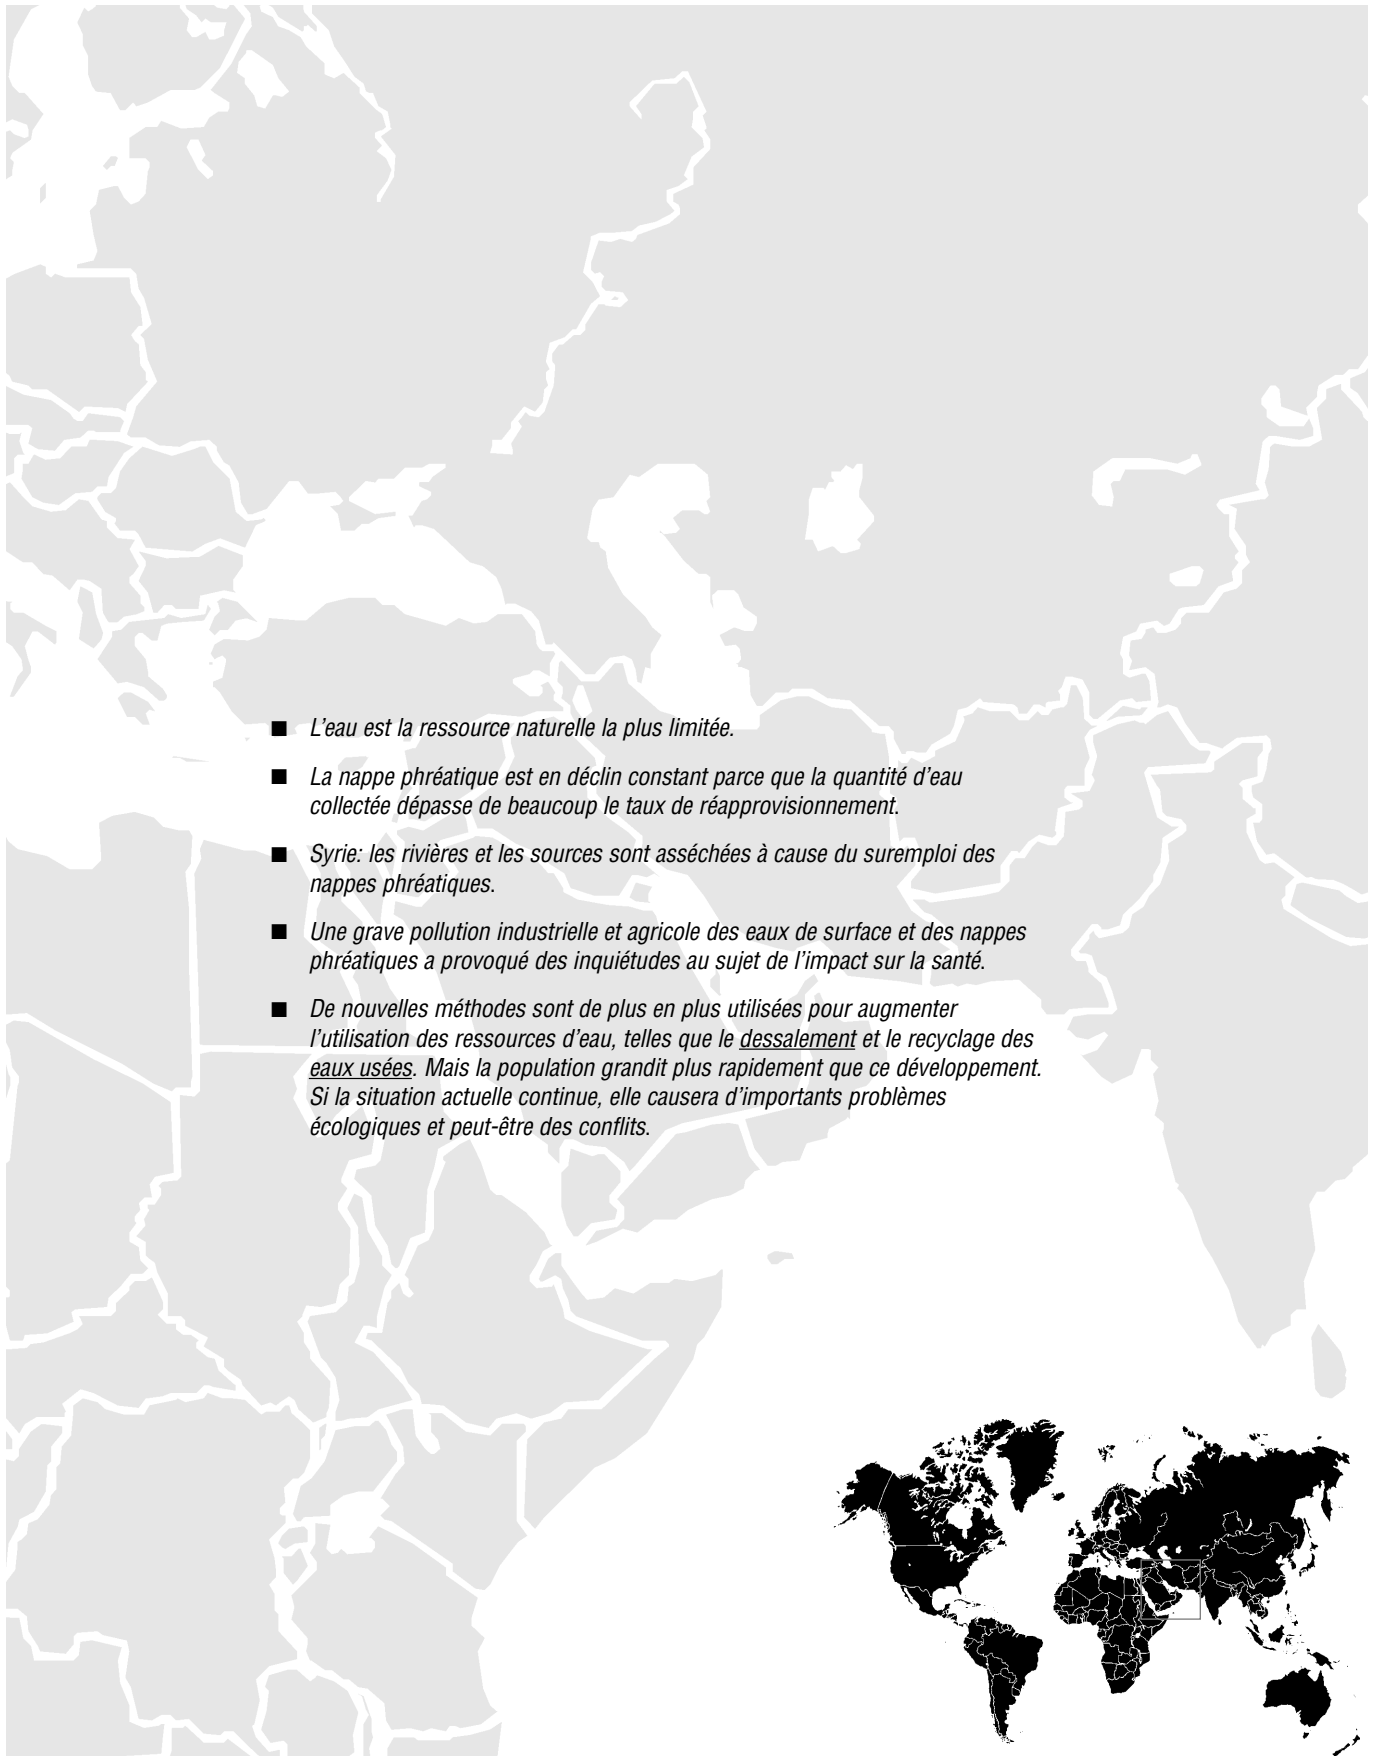 ■ L'eau est la ressource naturelle la plus limitée.
■ La nappe phréatique est en déclin constant parce que la quantité d'eau
collectée dépasse de beaucoup le taux de réapprovisionnement.
■ Syrie: les rivières et les sources sont asséchées à cause du suremploi des
nappes phréatiques.
■ Une grave pollution industrielle et agricole des eaux de surface et des nappes
phréatiques a provoqué des inquiétudes au sujet de l'impact sur la santé.
■ De nouvelles méthodes sont de plus en plus utilisées pour augmenter
l'utilisation des ressources d'eau, telles que le dessalement et le recyclage des
eaux usées. Mais la population grandit plus rapidement que ce développement.
Si la situation actuelle continue, elle causera d'importants problèmes
écologiques et peut-être des conflits.